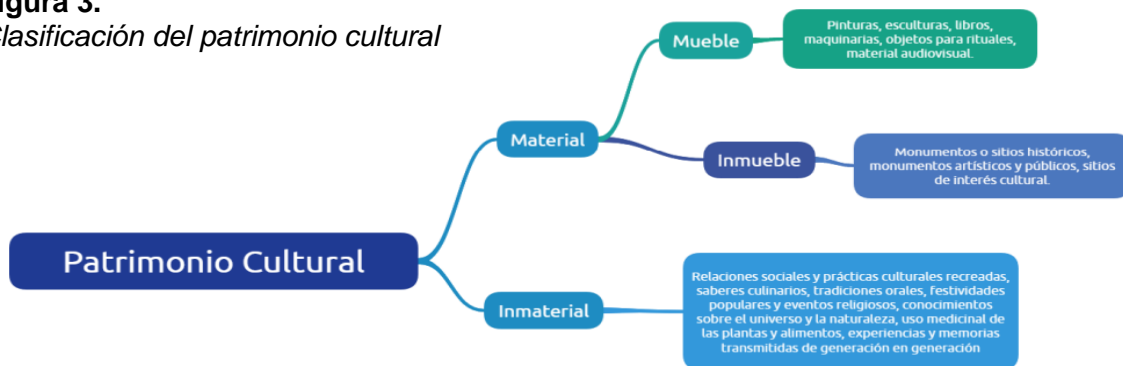 Figura 3.
Clasificación del patrimonio cultural
Mueble
Pinturas, esculturas, libros,
maquinarias, objetos para rituales,
material audiovisual.
Material
Inmueble
Monumentos o sitios históricos,
monumentos artísticos y públicos, sitios
de interés cultural.
Patrimonio Cultural
Inmaterial
Relaciones sociales y prácticas culturales recreadas,
saberes culinarios, tradiciones orales, festividades
populares y eventos religiosos, conocimientos
sobre el universo y la naturaleza, uso medicinal de
las plantas y alimentos, experiencias y memorias
transmitidas de generación en generación